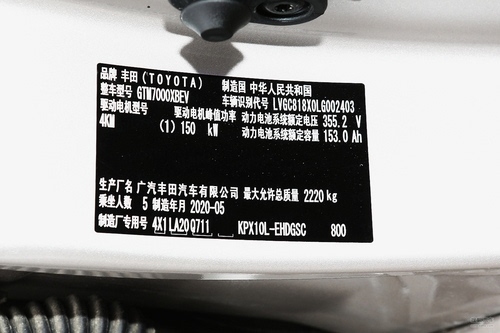 品牌 丰田(TOYOTA) 制造国 中华人民共和国
整车型号 GTM7000XBEV 车辆识别代号 LVGC818X0LG002403
驱动电机型号 驱动电机峰值功率 动力电池系统额定电压 355.2 V
4KM (1) 150 kW 动力电池系统额定容量 153.0 Ah
生产厂名 广汽丰田汽车有限公司 最大允许总质量 2220 kg
乘坐人数 5 制造年月 2020-05
制造厂专用号 4X1LA20Q711 KPX10L-EHDGSC 800